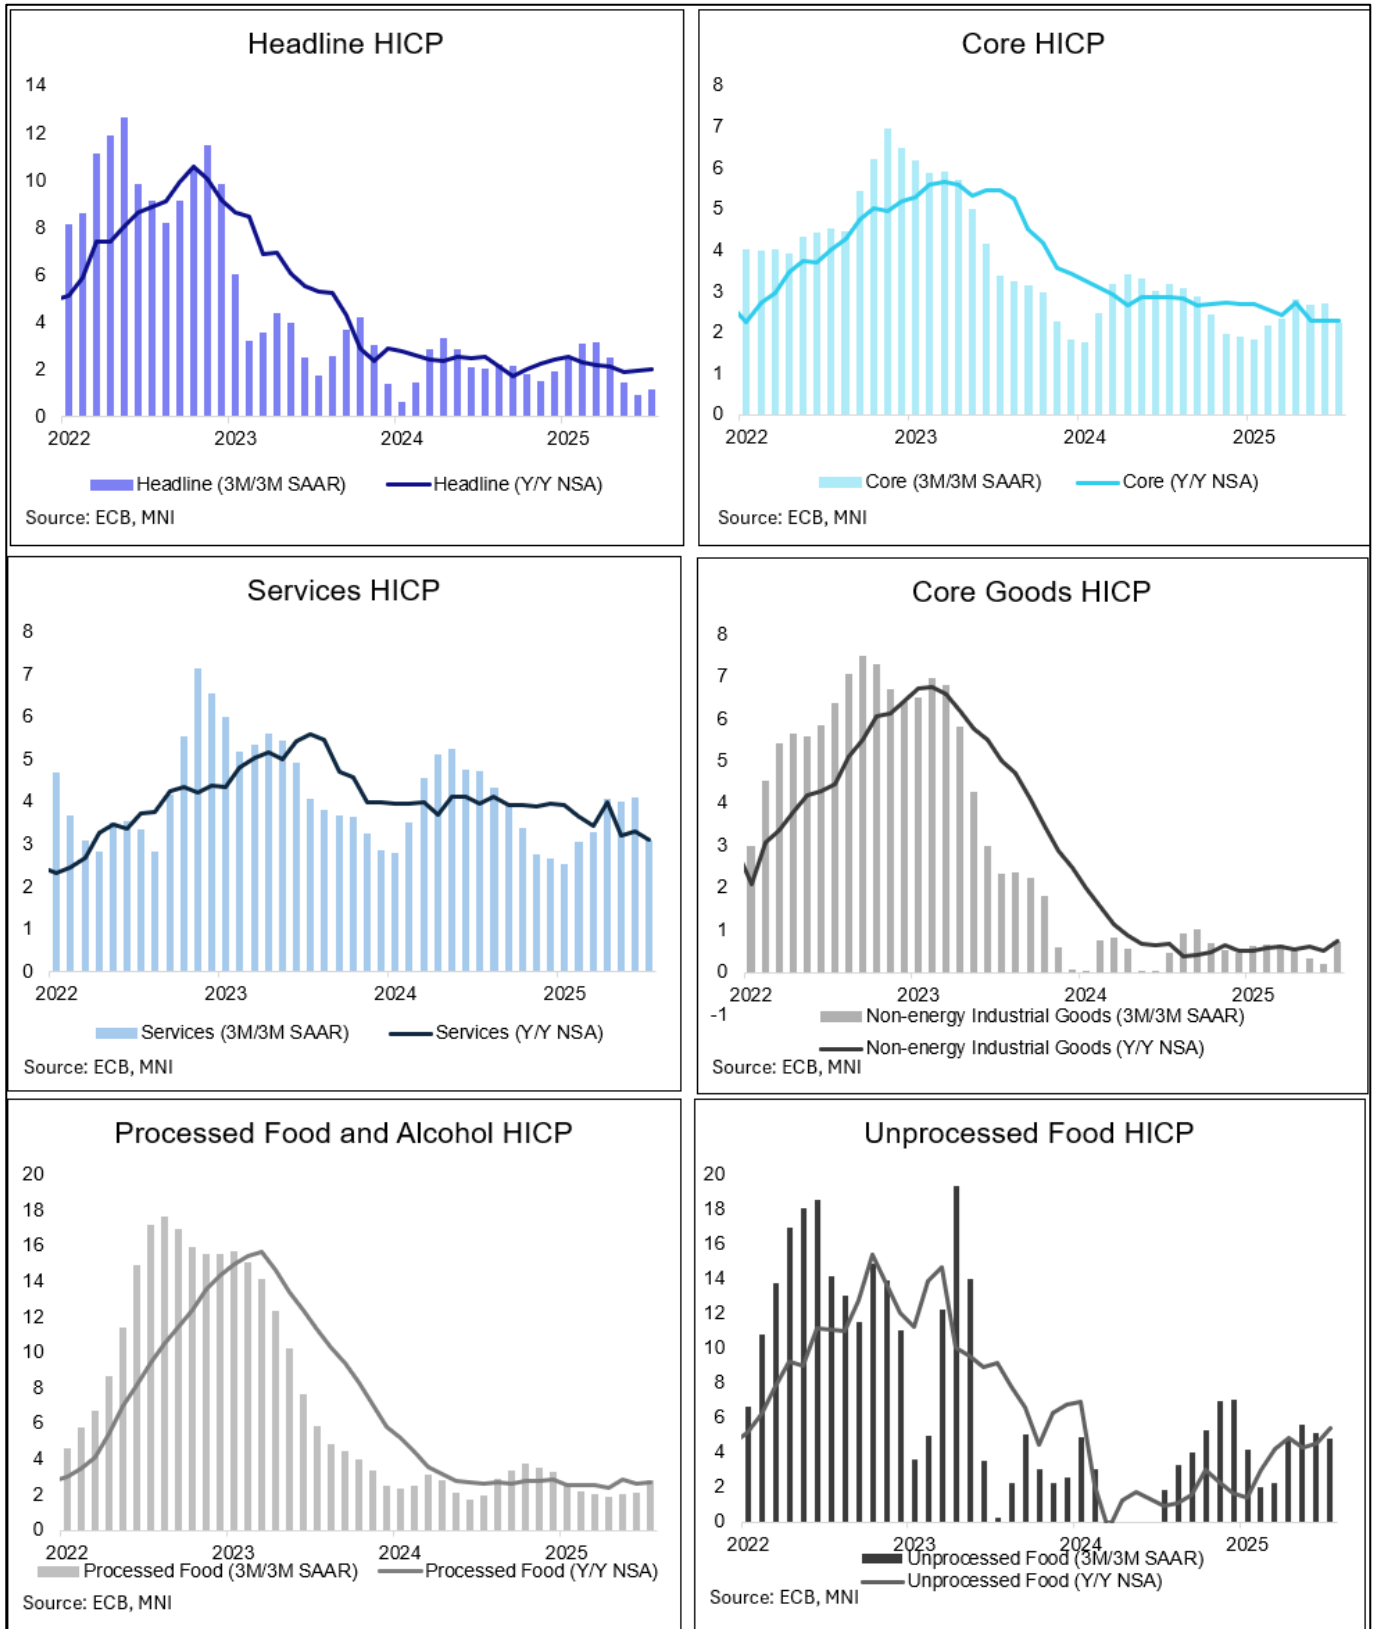 Headline HICP
14
12
10
8
6
4
2
0
2022 2023 2024 2025
Headline (3M/3M SAAR) Headline (Y/Y NSA)
Source: ECB, MNI
Core HICP
8
7
6
5
4
3
2
1
0
2022 2023 2024 2025
Core (3M/3M SAAR) Core (Y/Y NSA)
Source: ECB, MNI
Services HICP
8
7
6
5
4
3
2
1
0
2022 2023 2024 2025
Services (3M/3M SAAR) Services (Y/Y NSA)
Source: ECB, MNI
Core Goods HICP
8
7
6
5
4
3
2
1
0
-1
2022 2023 2024 2025
Non-energy Industrial Goods (3M/3M SAAR)
Non-energy Industrial Goods (Y/Y NSA)
Source: ECB, MNI
Processed Food and Alcohol HICP
20
18
16
14
12
10
8
6
4
2
0
2022 2023 2024 2025
Processed Food (3M/3M SAAR) Processed Food (Y/Y NSA)
Source: ECB, MNI
Unprocessed Food HICP
20
18
16
14
12
10
8
6
4
2
0
2022 2023 2024 2025
Unprocessed Food (3M/3M SAAR)
Unprocessed Food (Y/Y NSA)
Source: ECB, MNI